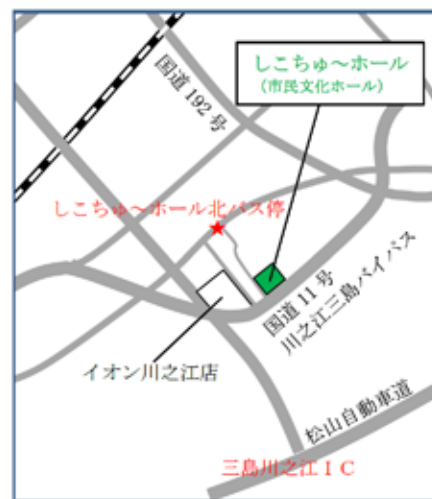 しこちゅ～ホール
（市民文化ホール）
国道192号
しこちゅ～ホール北バス停
国道11号
川之江三島バイパス
イオン川之江店
松山自動車道
三島川之江ＩＣ